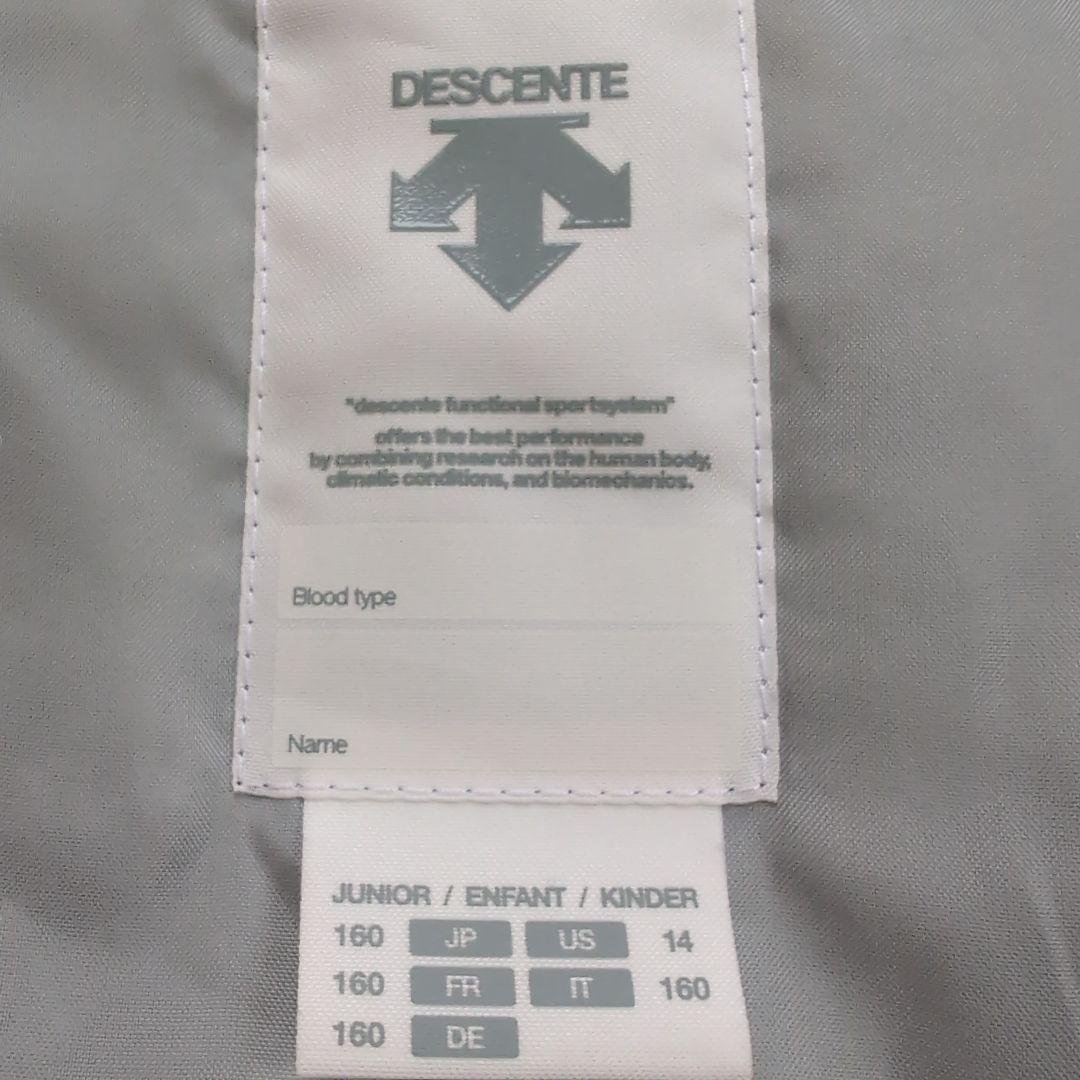 DESCENTE
"descente functional sportsystem"
offers the best performance
by combining research on the human body,
climatic conditions, and biomechanics.
Blood type
Name
JUNIOR / ENFANT / KINDER
160 JP US 14
160 FR IT 160
160 DE